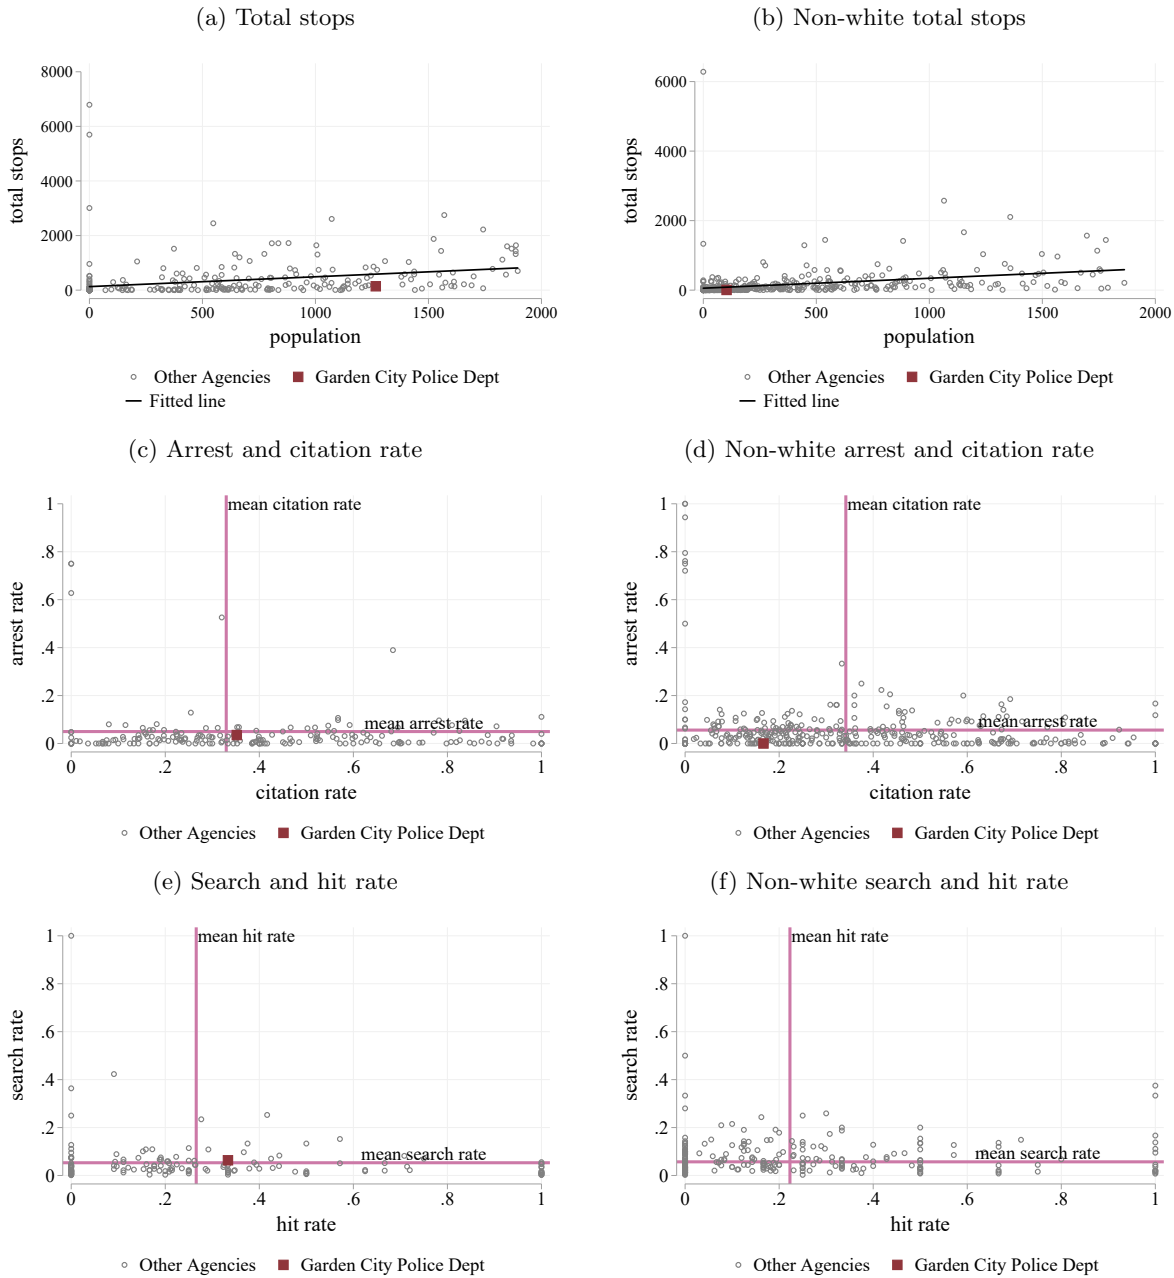 (a) Total stops
(b) Non-white total stops
8000
6000
4000
2000
0
total stops
0 500 1000 1500 2000
population
Other Agencies Garden City Police Dept
Fitted line
6000
4000
2000
0
total stops
0 500 1000 1500 2000
population
Other Agencies Garden City Police Dept
Fitted line
(c) Arrest and citation rate
(d) Non-white arrest and citation rate
1
.8
.6
.4
.2
0
arrest rate
mean citation rate
mean arrest rate
0 .2 .4 .6 .8 1
citation rate
Other Agencies Garden City Police Dept
1
.8
.6
.4
.2
0
arrest rate
mean citation rate
mean arrest rate
0 .2 .4 .6 .8 1
citation rate
Other Agencies Garden City Police Dept
(e) Search and hit rate
(f) Non-white search and hit rate
1
.8
.6
.4
.2
0
search rate
mean hit rate
mean search rate
0 .2 .4 .6 .8 1
hit rate
Other Agencies Garden City Police Dept
1
.8
.6
.4
.2
0
search rate
mean hit rate
mean search rate
0 .2 .4 .6 .8 1
hit rate
Other Agencies Garden City Police Dept